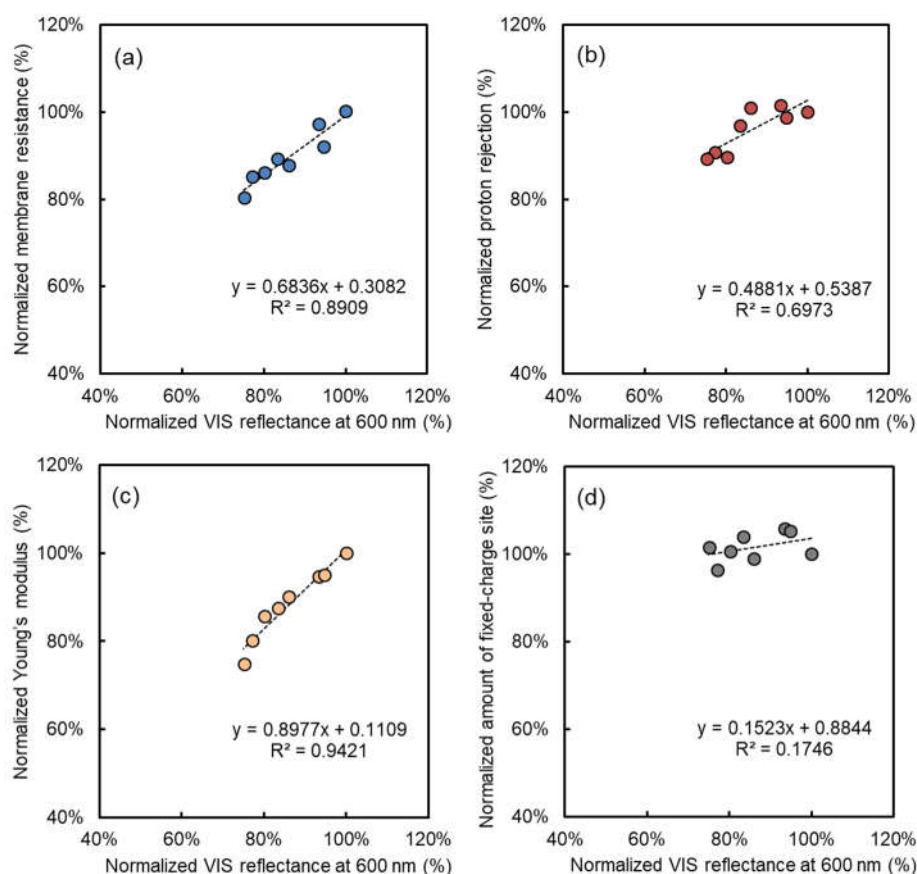 (a)
Normalized membrane resistance (%)
120%
100%
80%
60%
40%
y = 0.6836x + 0.3082
R² = 0.8909
40% 60% 80% 100% 120%
Normalized VIS reflectance at 600 nm (%)
(b)
Normalized proton rejection (%)
120%
100%
80%
60%
40%
y = 0.4881x + 0.5387
R² = 0.6973
40% 60% 80% 100% 120%
Normalized VIS reflectance at 600 nm (%)
(c)
Normalized Young's modulus (%)
120%
100%
80%
60%
40%
y = 0.8977x + 0.1109
R² = 0.9421
40% 60% 80% 100% 120%
Normalized VIS reflectance at 600 nm (%)
(d)
Normalized amount of fixed-charge site (%)
120%
100%
80%
60%
40%
y = 0.1523x + 0.8844
R² = 0.1746
40% 60% 80% 100% 120%
Normalized VIS reflectance at 600 nm (%)